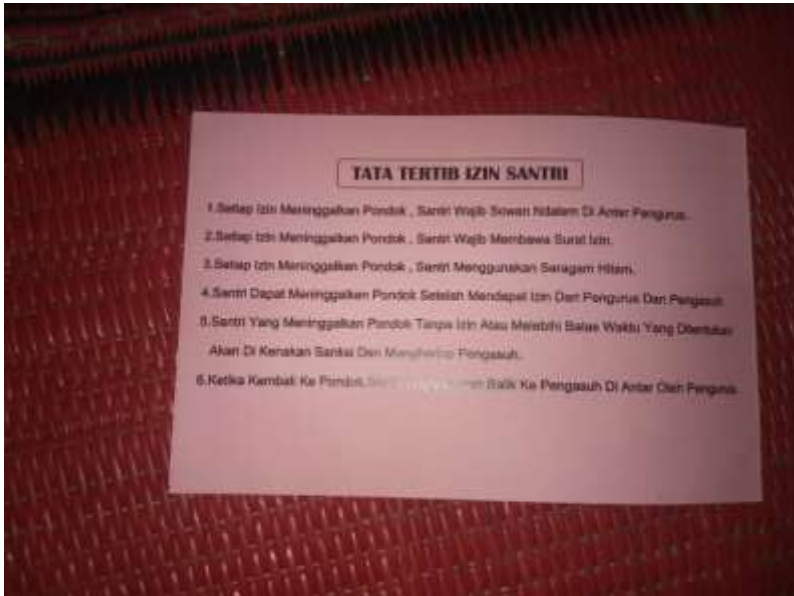 TATA TERTIB IZIN SANTRI
1.Setiap Izin Meninggalkan Pondok , Santri Wajib Sowan Ndalem Di Anter Pengurus.
2.Setiap Izin Meninggalkan Pondok , Santri Wajib Membawa Surat Izin.
3.Setiap Izin Meninggalkan Pondok , Santri Menggunakan Seragam Hitam.
4.Santri Dapat Meninggalkan Pondok Setelah Mendapat Izin Dari Pengurus Dan Pengasuh
5.Santri Yang Meninggalkan Pondok Tanpa Izin Atau Melebihi Batas Waktu Yang Ditentukan
Akan Di Kenakan Sanksi Dan Menghadap Pengasuh.
6.Ketika Kembali Ke Pondok, Balik Ke Pengasuh Di Antar Oleh Pengurus